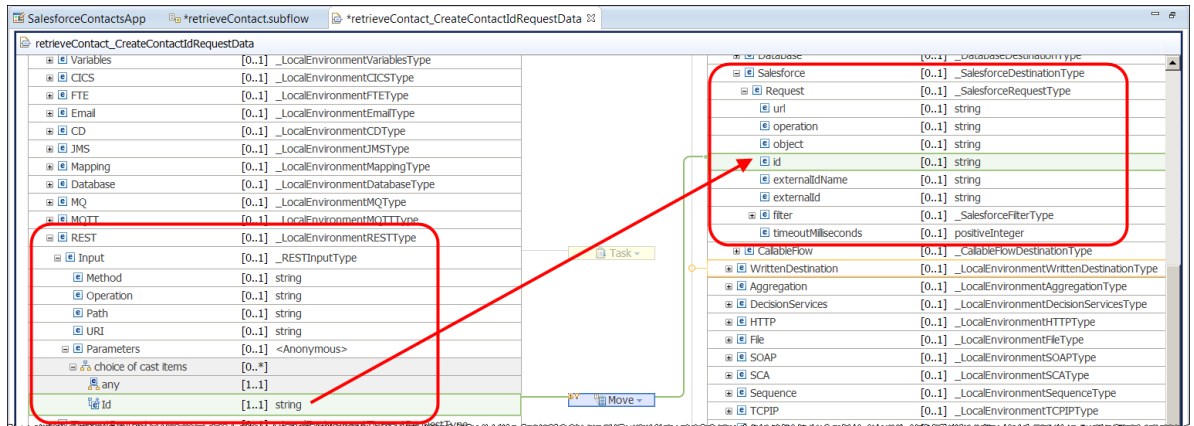 SalesforceContactsApp *retrieveContact.subflow *retrieveContact_CreateContactIdRequestData
retrieveContact_CreateContactIdRequestData
Variables [0..1] _LocalEnvironmentVariablesType
CICS [0..1] _LocalEnvironmentCICSType
FTE [0..1] _LocalEnvironmentFTEType
Email [0..1] _LocalEnvironmentEmailType
CD [0..1] _LocalEnvironmentCDType
JMS [0..1] _LocalEnvironmentJMSType
Mapping [0..1] _LocalEnvironmentMappingType
Database [0..1] _LocalEnvironmentDatabaseType
MQ [0..1] _LocalEnvironmentMQType
MQTT [0..1] _LocalEnvironmentMQTTType
REST [0..1] _LocalEnvironmentRESTType
Input [0..1] _RESTInputType
Method [0..1] string
Operation [0..1] string
Path [0..1] string
URI [0..1] string
Parameters [0..1] <Anonymous>
choice of cast items [0..*]
any [1..1]
Id [1..1] string
Task
Move
Database [0..1] _DatabaseDestinationType
Salesforce [0..1] _SalesforceDestinationType
Request [0..1] _SalesforceRequestType
url [0..1] string
operation [0..1] string
object [0..1] string
id [0..1] string
externalIdName [0..1] string
externalId [0..1] string
filter [0..1] _SalesforceFilterType
timeoutMiliseconds [0..1] positiveInteger
CallableFlow [0..1] _CallableFlowDestinationType
WrittenDestination [0..1] _LocalEnvironmentWrittenDestinationType
Aggregation [0..1] _LocalEnvironmentAggregationType
DecisionServices [0..1] _LocalEnvironmentDecisionServicesType
HTTP [0..1] _LocalEnvironmentHTTPType
File [0..1] _LocalEnvironmentFileType
SOAP [0..1] _LocalEnvironmentSOAPType
SCA [0..1] _LocalEnvironmentSCAType
Sequence [0..1] _LocalEnvironmentSequenceType
TCPIP [0..1] _LocalEnvironmentTCPIPType